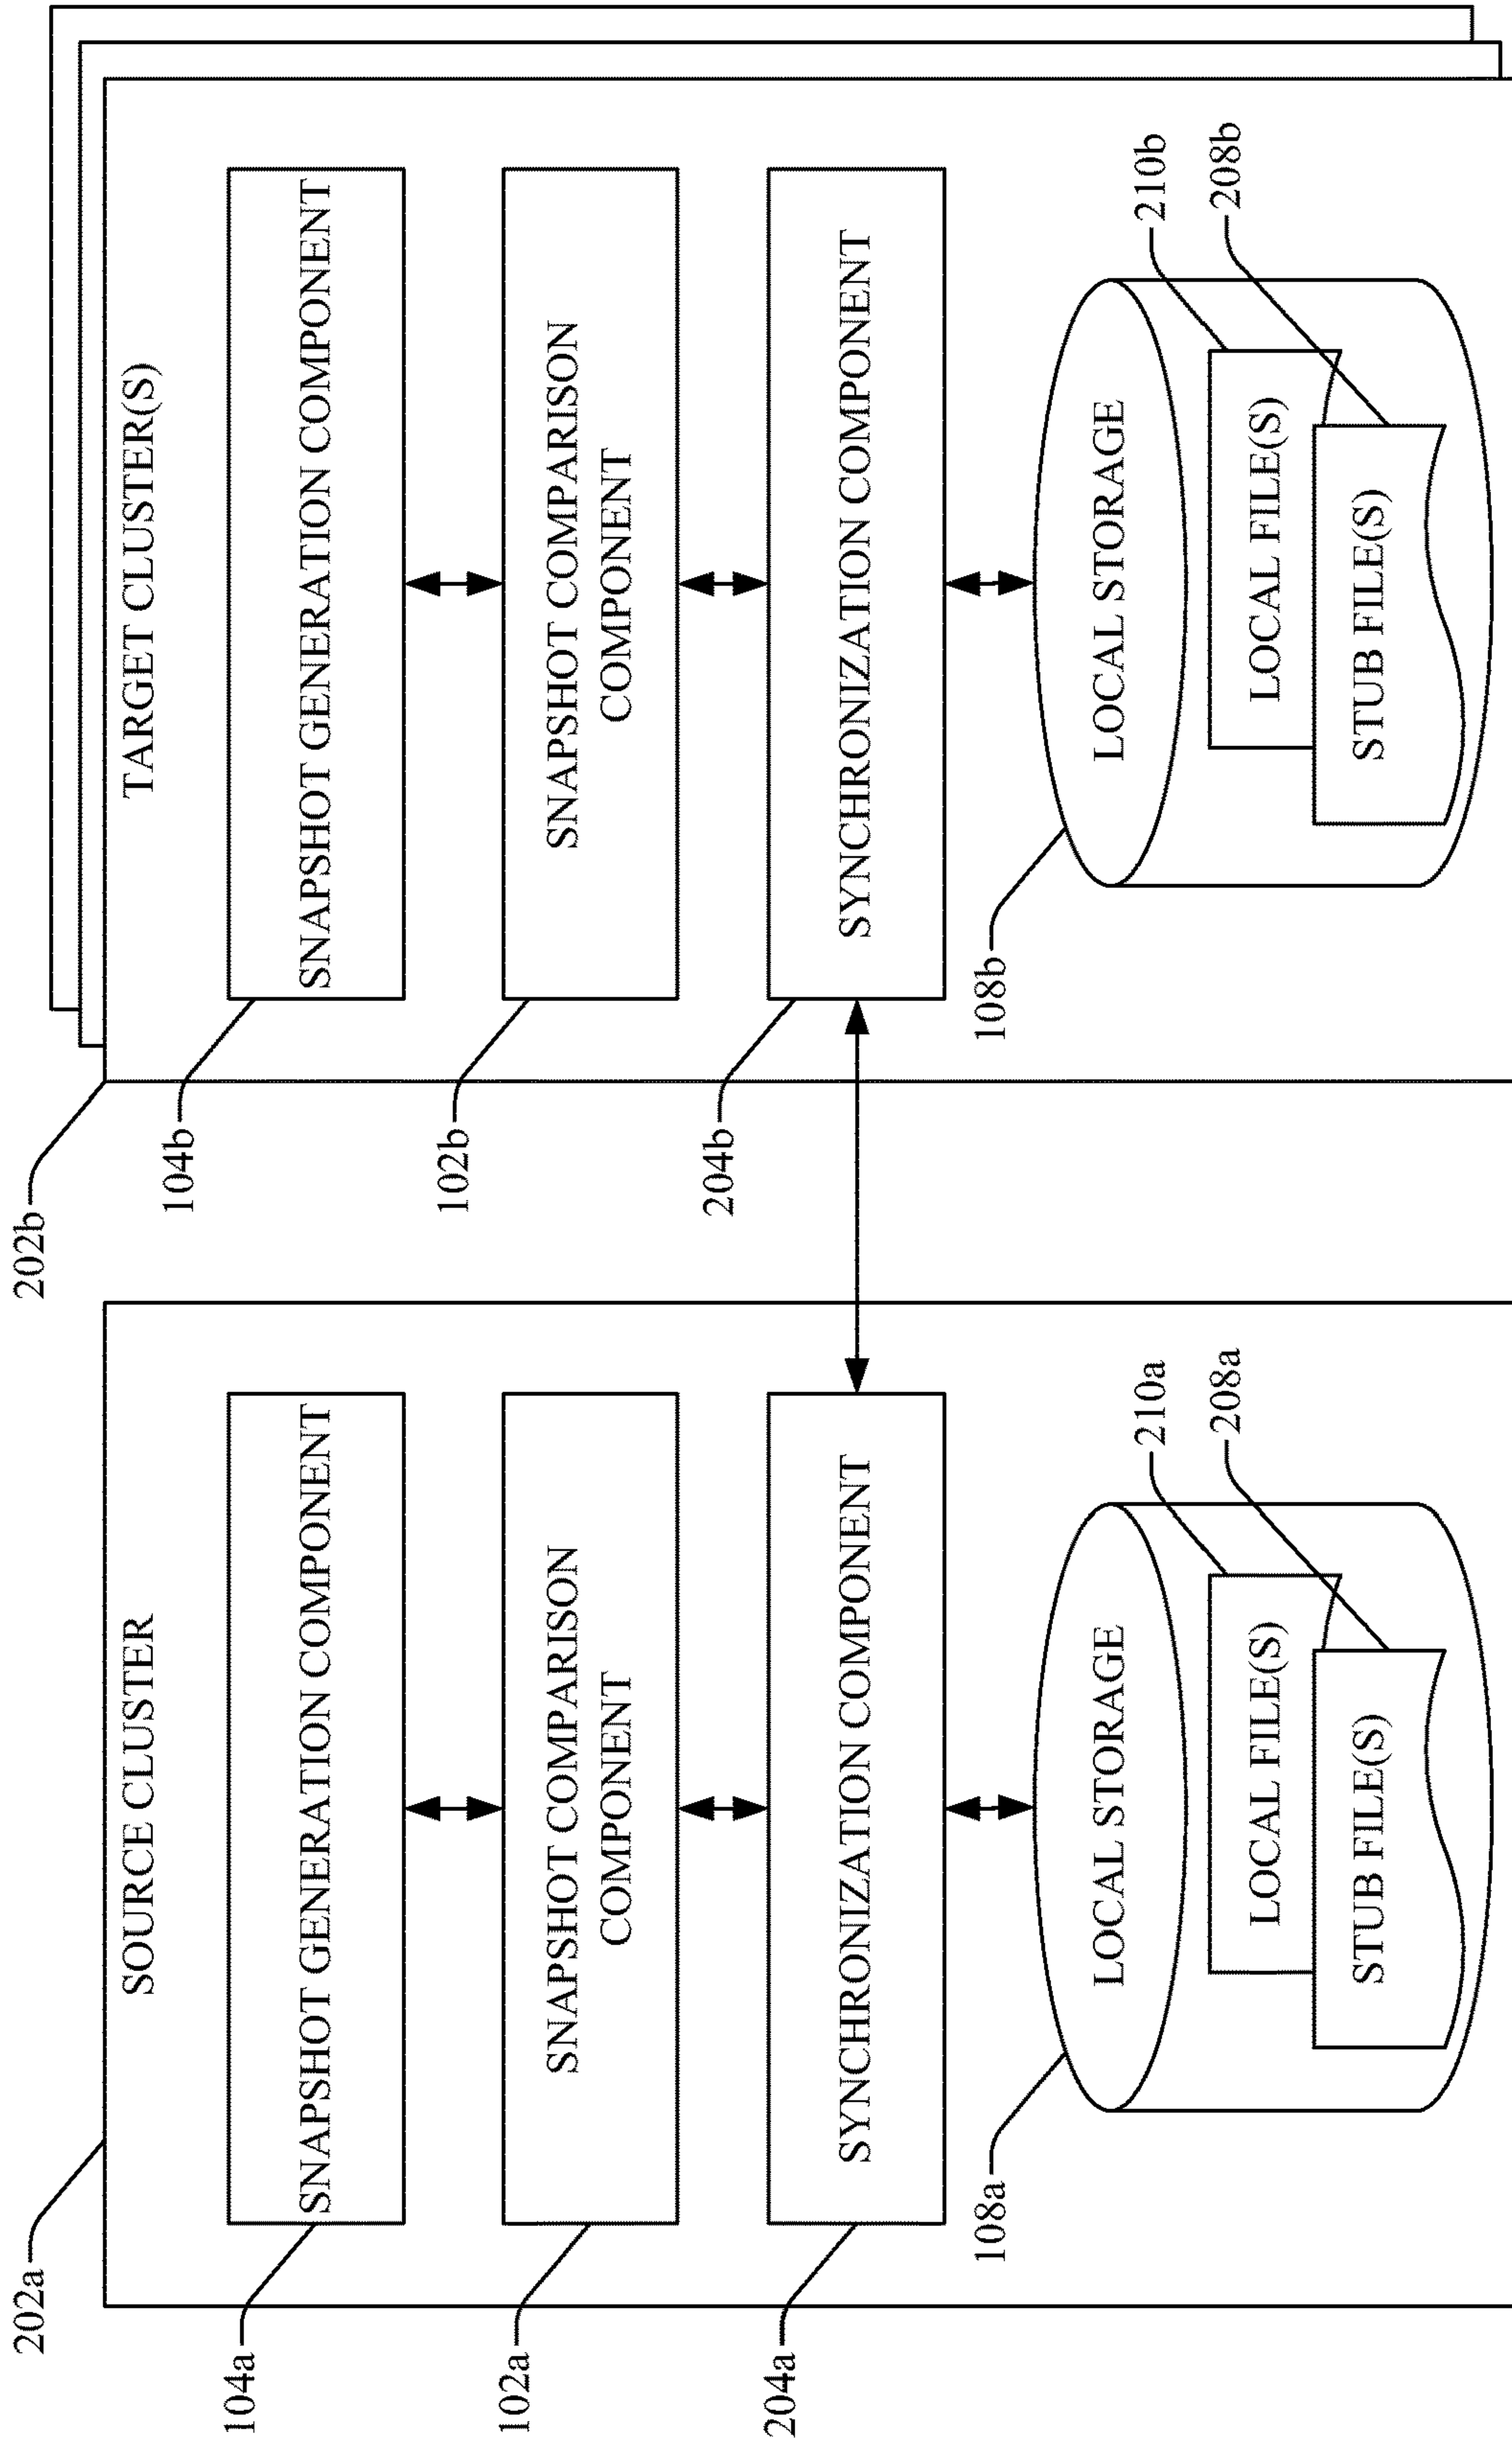 202a
SOURCE CLUSTER
104a
SNAPSHOT GENERATION COMPONENT
102a
SNAPSHOT COMPARISON
COMPONENT
204a
SYNCHRONIZATION COMPONENT
108a
LOCAL STORAGE
210a
LOCAL FILE(S)
208a
STUB FILE(S)
202b
TARGET CLUSTER(S)
104b
SNAPSHOT GENERATION COMPONENT
102b
SNAPSHOT COMPARISON
COMPONENT
204b
SYNCHRONIZATION COMPONENT
108b
LOCAL STORAGE
210b
LOCAL FILE(S)
208b
STUB FILE(S)